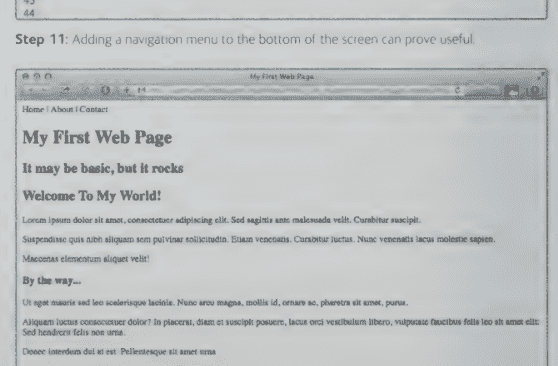 44
Step 11: Adding a navigation menu to the bottom of the screen can prove useful.
My First Web Page
Home | About | Contact
My First Web Page
It may be basic, but it rocks
Welcome To My World!
Lorem ipsum dolor sit amet, consectetuer adipiscing elit. Sed sagittis ante malesuada velit. Curabitur suscipit.
Suspendisse quis nibh aliquam sem pulvinar sollicitudin. Etiam venenatis. Curabitur luctus. Nunc venenatis lacus molestie sapien.
Maecenas elementum aliquet velit!
By the way...
Ut eget mauris sed leo scelerisque lacinia. Nunc arcu magna, mollis id, ornare ac, pharetra sit amet, purus.
Aliquam luctus consectetuer dolor? In placerat, diam et suscipit posuere, lacus orci vestibulum libero, vulputate faucibus felis leo sit amet elit.
Sed hendrerit felis non urna.
Donec interdum dui at est. Pellentesque sit amet urna